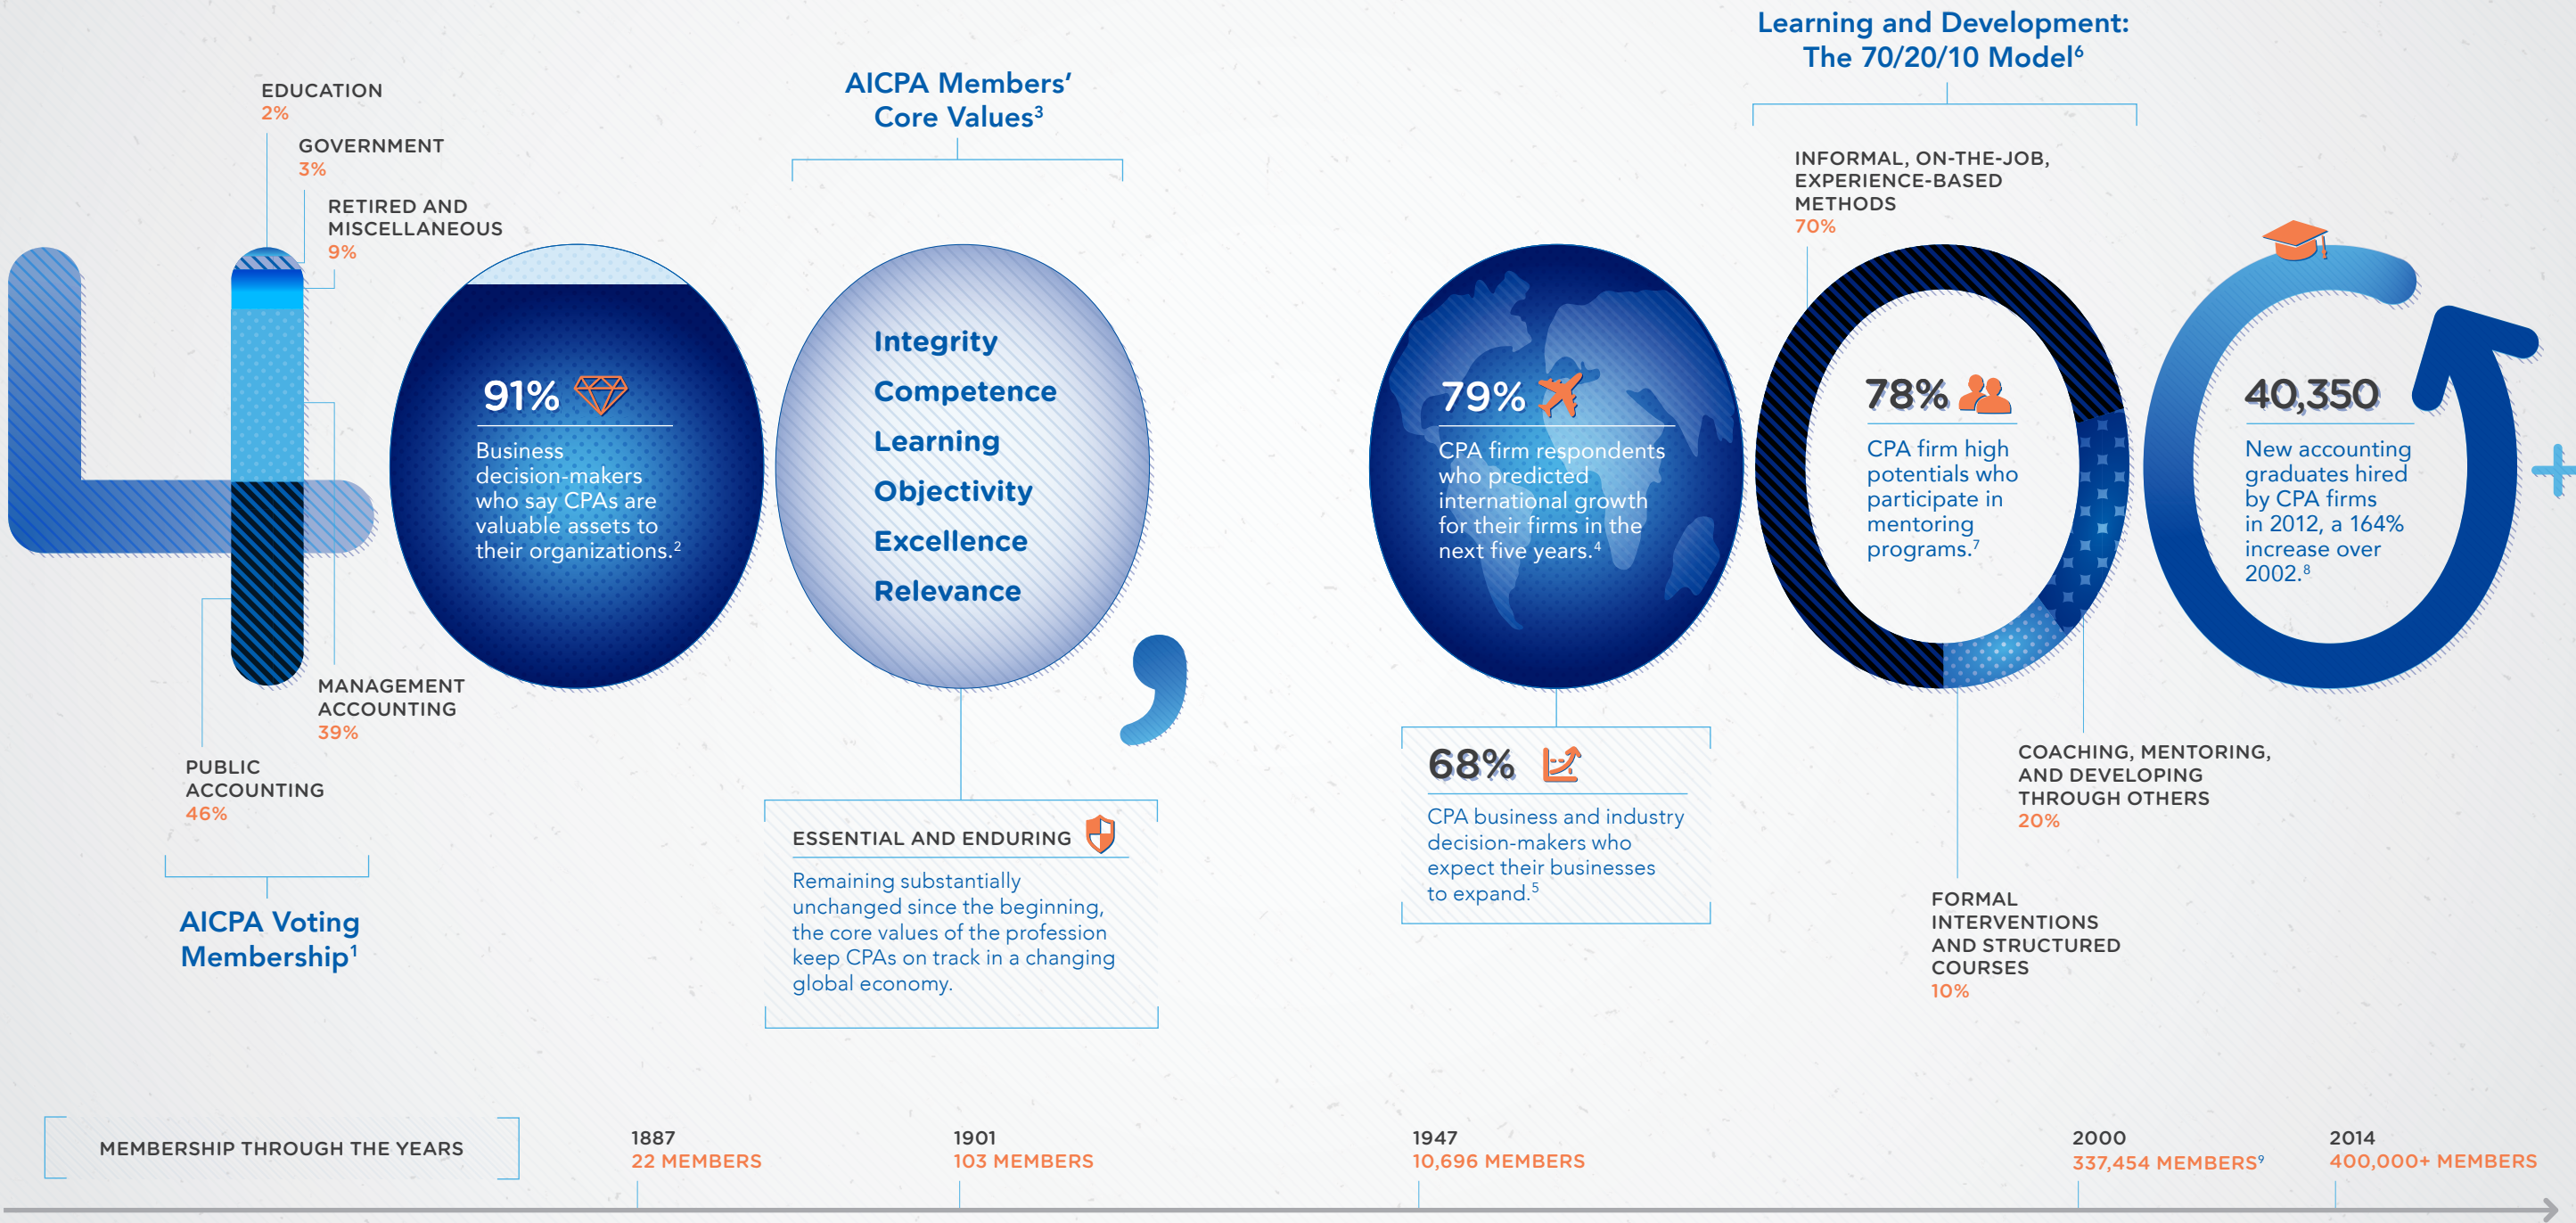 EDUCATION
2%
GOVERNMENT
3%
RETIRED AND
MISCELLANEOUS
9%
MANAGEMENT
ACCOUNTING
39%
PUBLIC
ACCOUNTING
46%
AICPA Voting
Membership¹
91%
Business
decision-makers
who say CPAs are
valuable assets to
their organizations.²
AICPA Members’
Core Values³
Integrity
Competence
Learning
Objectivity
Excellence
Relevance
ESSENTIAL AND ENDURING
Remaining substantially
unchanged since the beginning,
the core values of the profession
keep CPAs on track in a changing
global economy.
,
79%
CPA firm respondents
who predicted
international growth
for their firms in the
next five years.⁴
68%
CPA business and industry
decision-makers who
expect their businesses
to expand.⁵
Learning and Development:
The 70/20/10 Model⁶
INFORMAL, ON-THE-JOB,
EXPERIENCE-BASED
METHODS
70%
78%
CPA firm high
potentials who
participate in
mentoring
programs.⁷
COACHING, MENTORING,
AND DEVELOPING
THROUGH OTHERS
20%
FORMAL
INTERVENTIONS
AND STRUCTURED
COURSES
10%
40,350
New accounting
graduates hired
by CPA firms
in 2012, a 164%
increase over
2002.⁸
+
MEMBERSHIP THROUGH THE YEARS
1887
22 MEMBERS
1901
103 MEMBERS
1947
10,696 MEMBERS
2000
337,454 MEMBERS⁹
2014
400,000+ MEMBERS